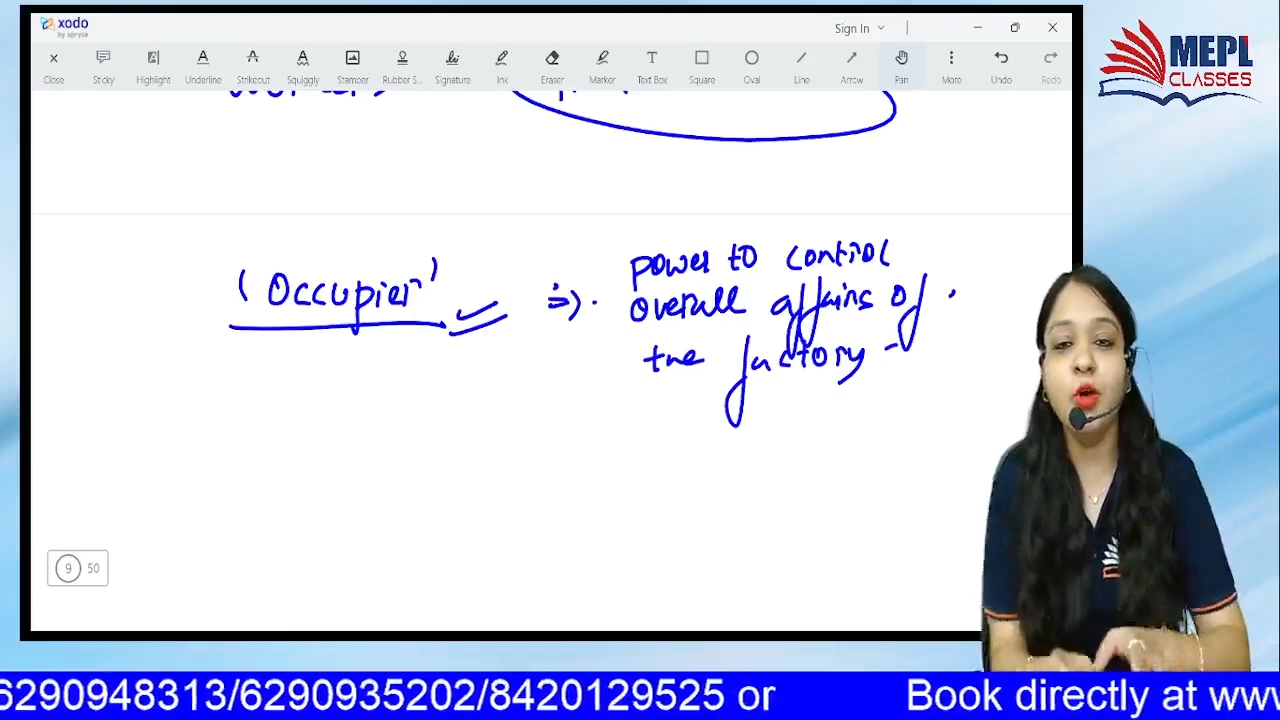 xodo
by apryse
Sign In
Close Sticky Highlight Underline Strikeout Squiggly Stamper Rubber S... Signature Ink Eraser Marker Text Box Square Oval Line Arrow Pan More Undo Redo
MEPL
CLASSES
(Occupier) ⇒
power to control
overall affairs of
the factory -
9 50
6290948313/6290935202/8420129525 or Book directly at www